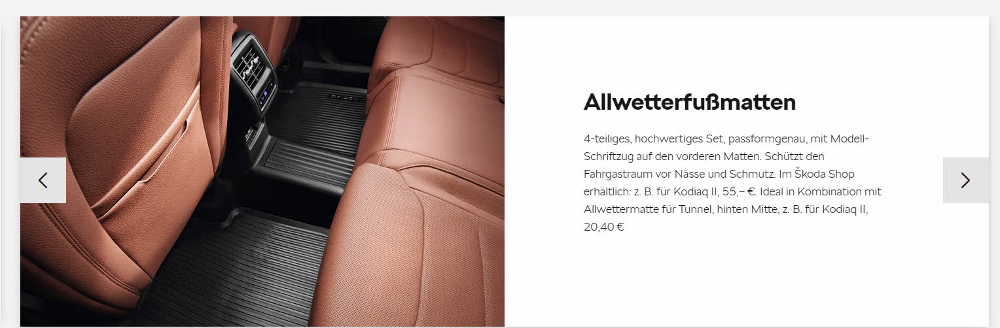 Allwetterfußmatten
4-teiliges, hochwertiges Set, passformgenau, mit Modell-
Schriftzug auf den vorderen Matten. Schützt den
Fahrgastraum vor Nässe und Schmutz. Im Škoda Shop
erhältlich: z. B. für Kodiaq II, 55,– €. Ideal in Kombination mit
Allwettermatte für Tunnel, hinten Mitte, z. B. für Kodiaq II,
20,40 €